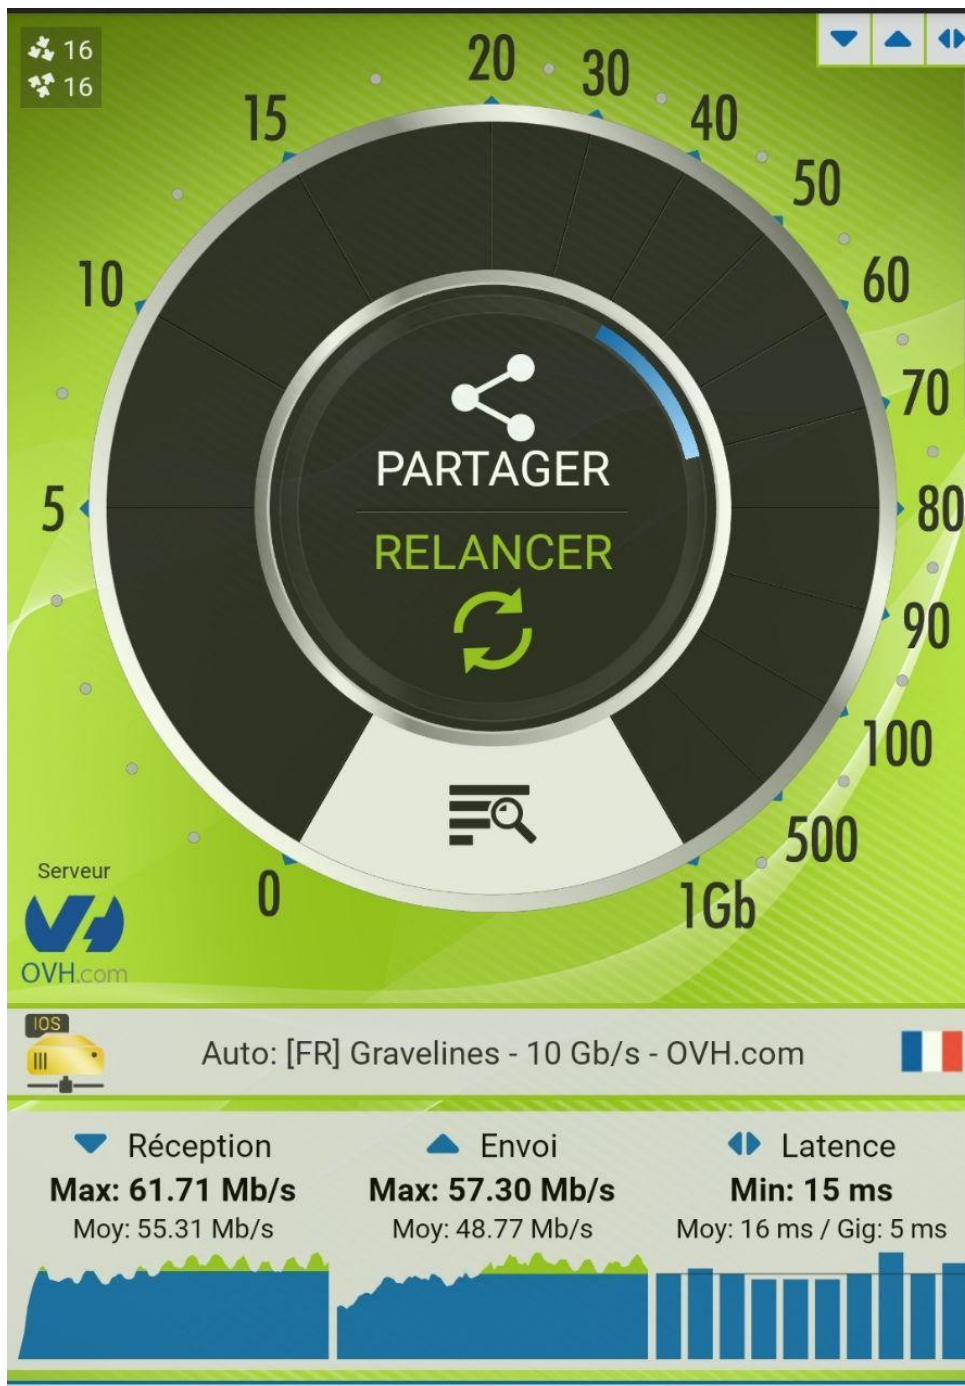 16
16
20
30
15
40
50
10
60
70
5
80
90
100
500
0
1Gb
PARTAGER
RELANCER
Serveur
OVH.com
IOS
Auto: [FR] Gravelines - 10 Gb/s - OVH.com
Réception
Max: 61.71 Mb/s
Moy: 55.31 Mb/s
Envoi
Max: 57.30 Mb/s
Moy: 48.77 Mb/s
Latence
Min: 15 ms
Moy: 16 ms / Gig: 5 ms